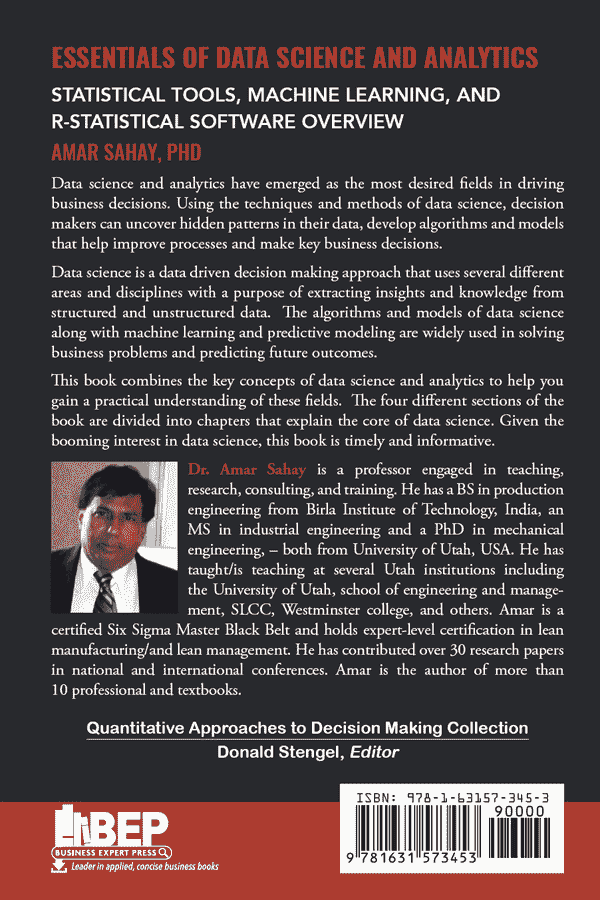 ESSENTIALS OF DATA SCIENCE AND ANALYTICS
STATISTICAL TOOLS, MACHINE LEARNING, AND
R-STATISTICAL SOFTWARE OVERVIEW
AMAR SAHAY, PHD
Data science and analytics have emerged as the most desired fields in driving
business decisions. Using the techniques and methods of data science, decision
makers can uncover hidden patterns in their data, develop algorithms and models
that help improve processes and make key business decisions.
Data science is a data driven decision making approach that uses several different
areas and disciplines with a purpose of extracting insights and knowledge from
structured and unstructured data. The algorithms and models of data science
along with machine learning and predictive modeling are widely used in solving
business problems and predicting future outcomes.
This book combines the key concepts of data science and analytics to help you
gain a practical understanding of these fields. The four different sections of the
book are divided into chapters that explain the core of data science. Given the
booming interest in data science, this book is timely and informative.
Dr. Amar Sahay is a professor engaged in teaching,
research, consulting, and training. He has a BS in production
engineering from Birla Institute of Technology, India, an
MS in industrial engineering and a PhD in mechanical
engineering, – both from University of Utah, USA. He has
taught/is teaching at several Utah institutions including
the University of Utah, school of engineering and manage-
ment, SLCC, Westminster college, and others. Amar is a
certified Six Sigma Master Black Belt and holds expert-level certification in lean
manufacturing/and lean management. He has contributed over 30 research papers
in national and international conferences. Amar is the author of more than
10 professional and textbooks.
Quantitative Approaches to Decision Making Collection
Donald Stengel, Editor
ISBN: 978-1-63157-345-3
90000
9 781631 573453
BEP
BUSINESS EXPERT PRESS
Leader in applied, concise business books